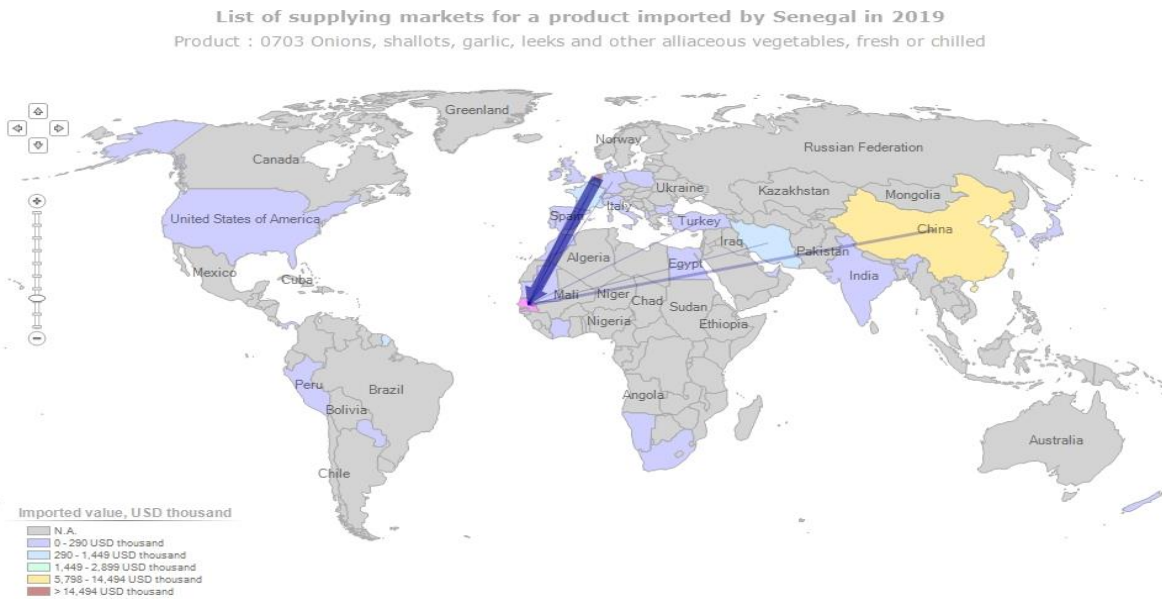 List of supplying markets for a product imported by Senegal in 2019
Product : 0703 Onions, shallots, garlic, leeks and other alliaceous vegetables, fresh or chilled
Greenland
Norway
Russian Federation
Canada
Ukraine
Kazakhstan
Mongolia
United States of America
Spain
Ital
Turkey
China
Iraq
Pakistan
Algeria
Egypt
India
Mexico
Cuba
Mali
Niger
Chad
Sudan
Nigeria
Ethiopia
Peru
Brazil
Angola
Bolivia
Australia
Chile
Imported value, USD thousand
N.A.
0 - 290 USD thousand
290 - 1,449 USD thousand
1,449 - 2,899 USD thousand
5,798 - 14,494 USD thousand
> 14,494 USD thousand